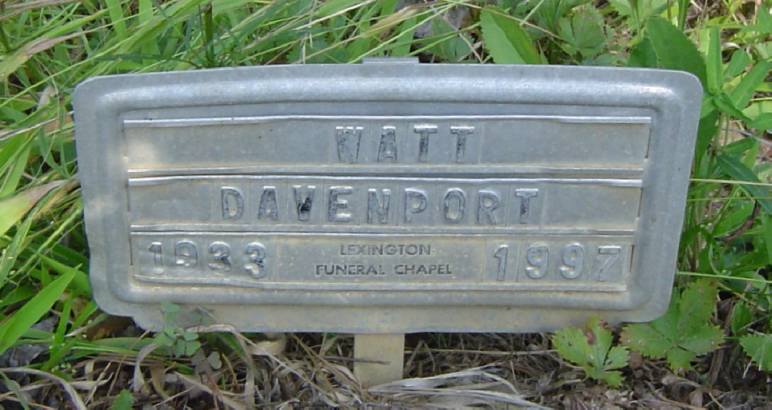 WATT
DAVENPORT
1933 LEXINGTON 1997
FUNERAL CHAPEL